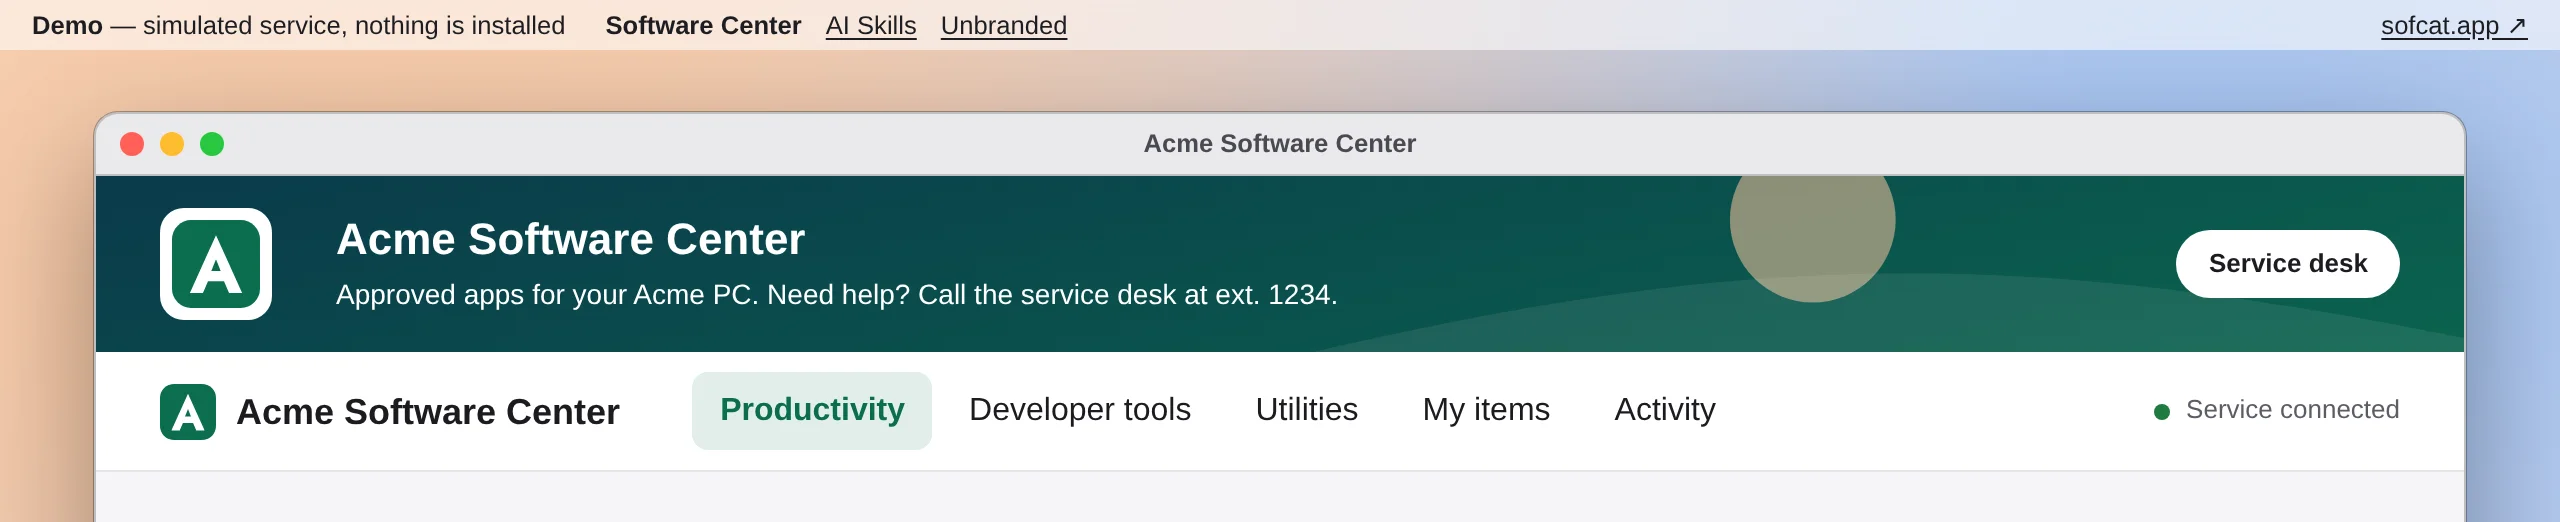 Demo — simulated service, nothing is installed Software Center AI Skills Unbranded sofcat.app ↗
Acme Software Center
Acme Software Center
Approved apps for your Acme PC. Need help? Call the service desk at ext. 1234.
Service desk
Acme Software Center Productivity Developer tools Utilities My items Activity Service connected